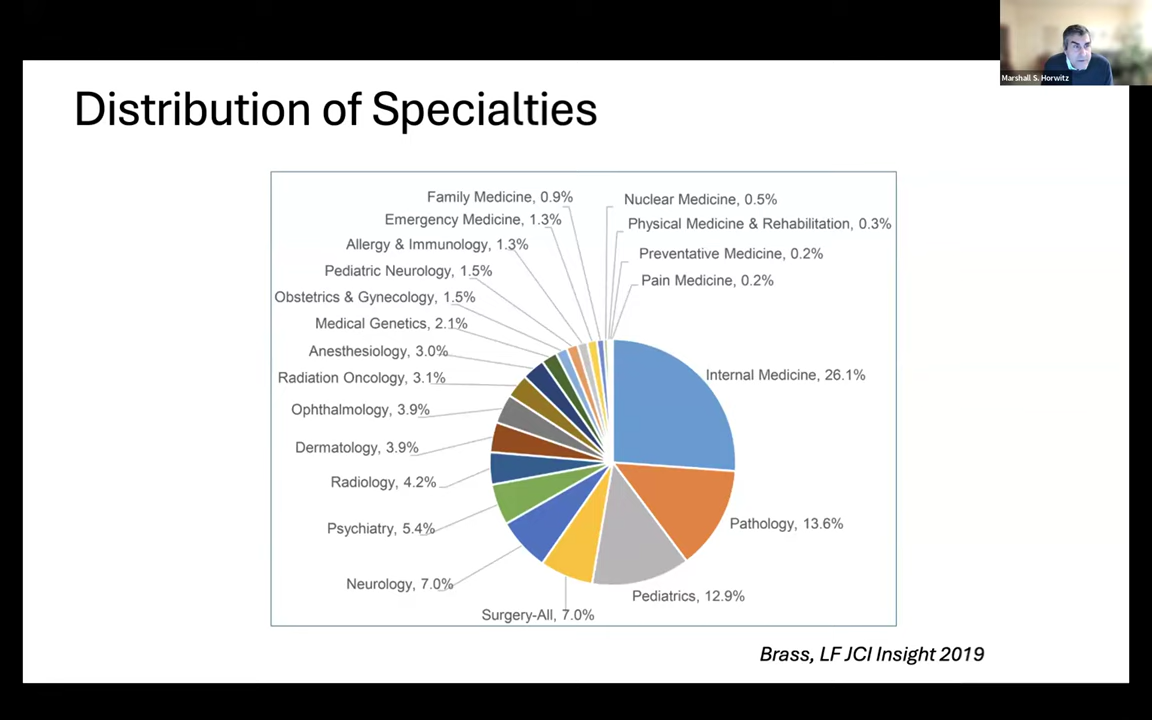 Marshall S. Horwitz
Distribution of Specialties
Family Medicine, 0.9%
Emergency Medicine, 1.3%
Allergy & Immunology, 1.3%
Pediatric Neurology, 1.5%
Obstetrics & Gynecology, 1.5%
Medical Genetics, 2.1%
Anesthesiology, 3.0%
Radiation Oncology, 3.1%
Ophthalmology, 3.9%
Dermatology, 3.9%
Radiology, 4.2%
Psychiatry, 5.4%
Neurology, 7.0%
Surgery-All, 7.0%
Nuclear Medicine, 0.5%
Physical Medicine & Rehabilitation, 0.3%
Preventative Medicine, 0.2%
Pain Medicine, 0.2%
Internal Medicine, 26.1%
Pathology, 13.6%
Pediatrics, 12.9%
Brass, LF JCI Insight 2019